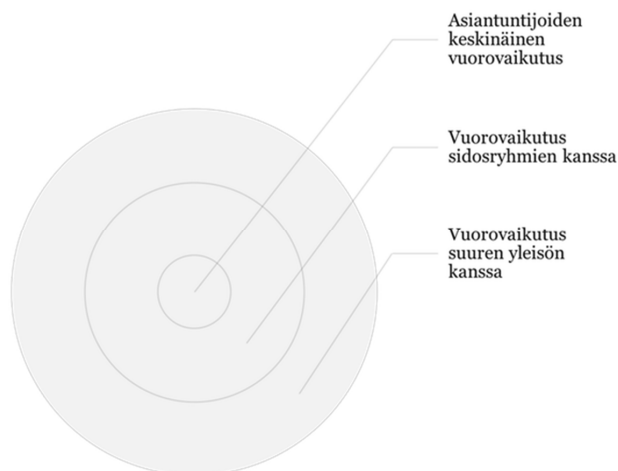 Asiantuntijoiden
keskinäinen
vuorovaikutus
Vuorovaikutus
sidosryhmien kanssa
Vuorovaikutus
suuren yleisön
kanssa